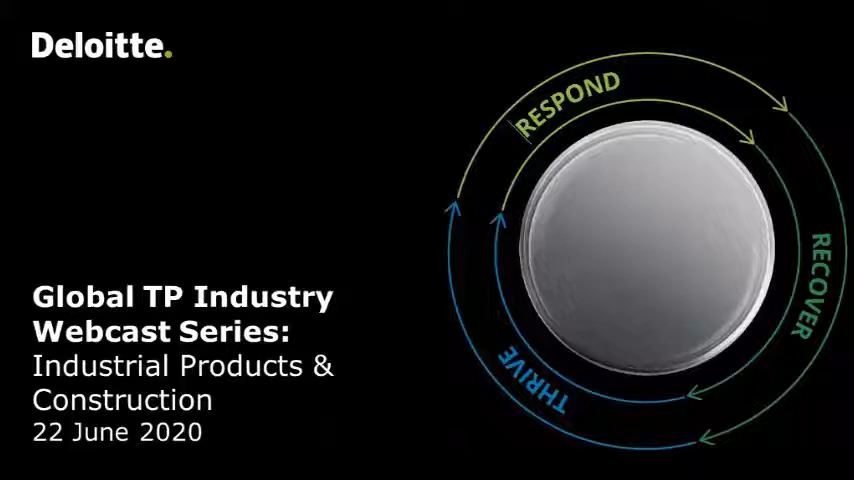 Deloitte.
RESPOND
RECOVER
THRIVE
Global TP Industry
Webcast Series:
Industrial Products &
Construction
22 June 2020